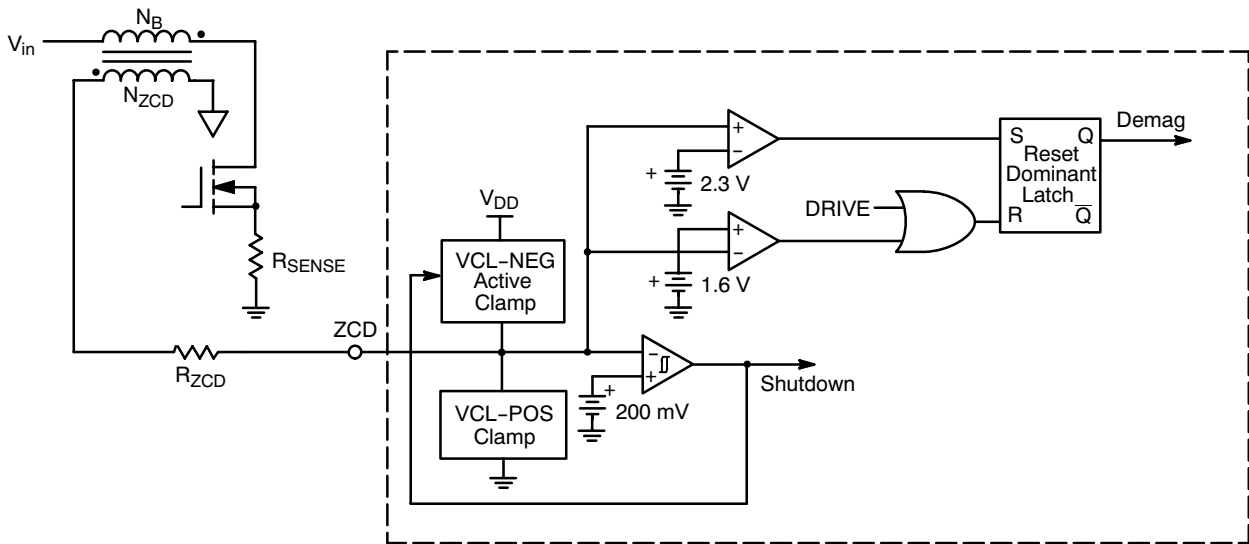 N_B
V_in
N_ZCD
R_SENSE
R_ZCD
ZCD
V_DD
VCL–NEG
Active
Clamp
VCL–POS
Clamp
+
–
+
2.3 V
+
–
+
1.6 V
DRIVE
S Q
Reset
Dominant
Latch
R Q̅
Demag
–
+
+
200 mV
Shutdown